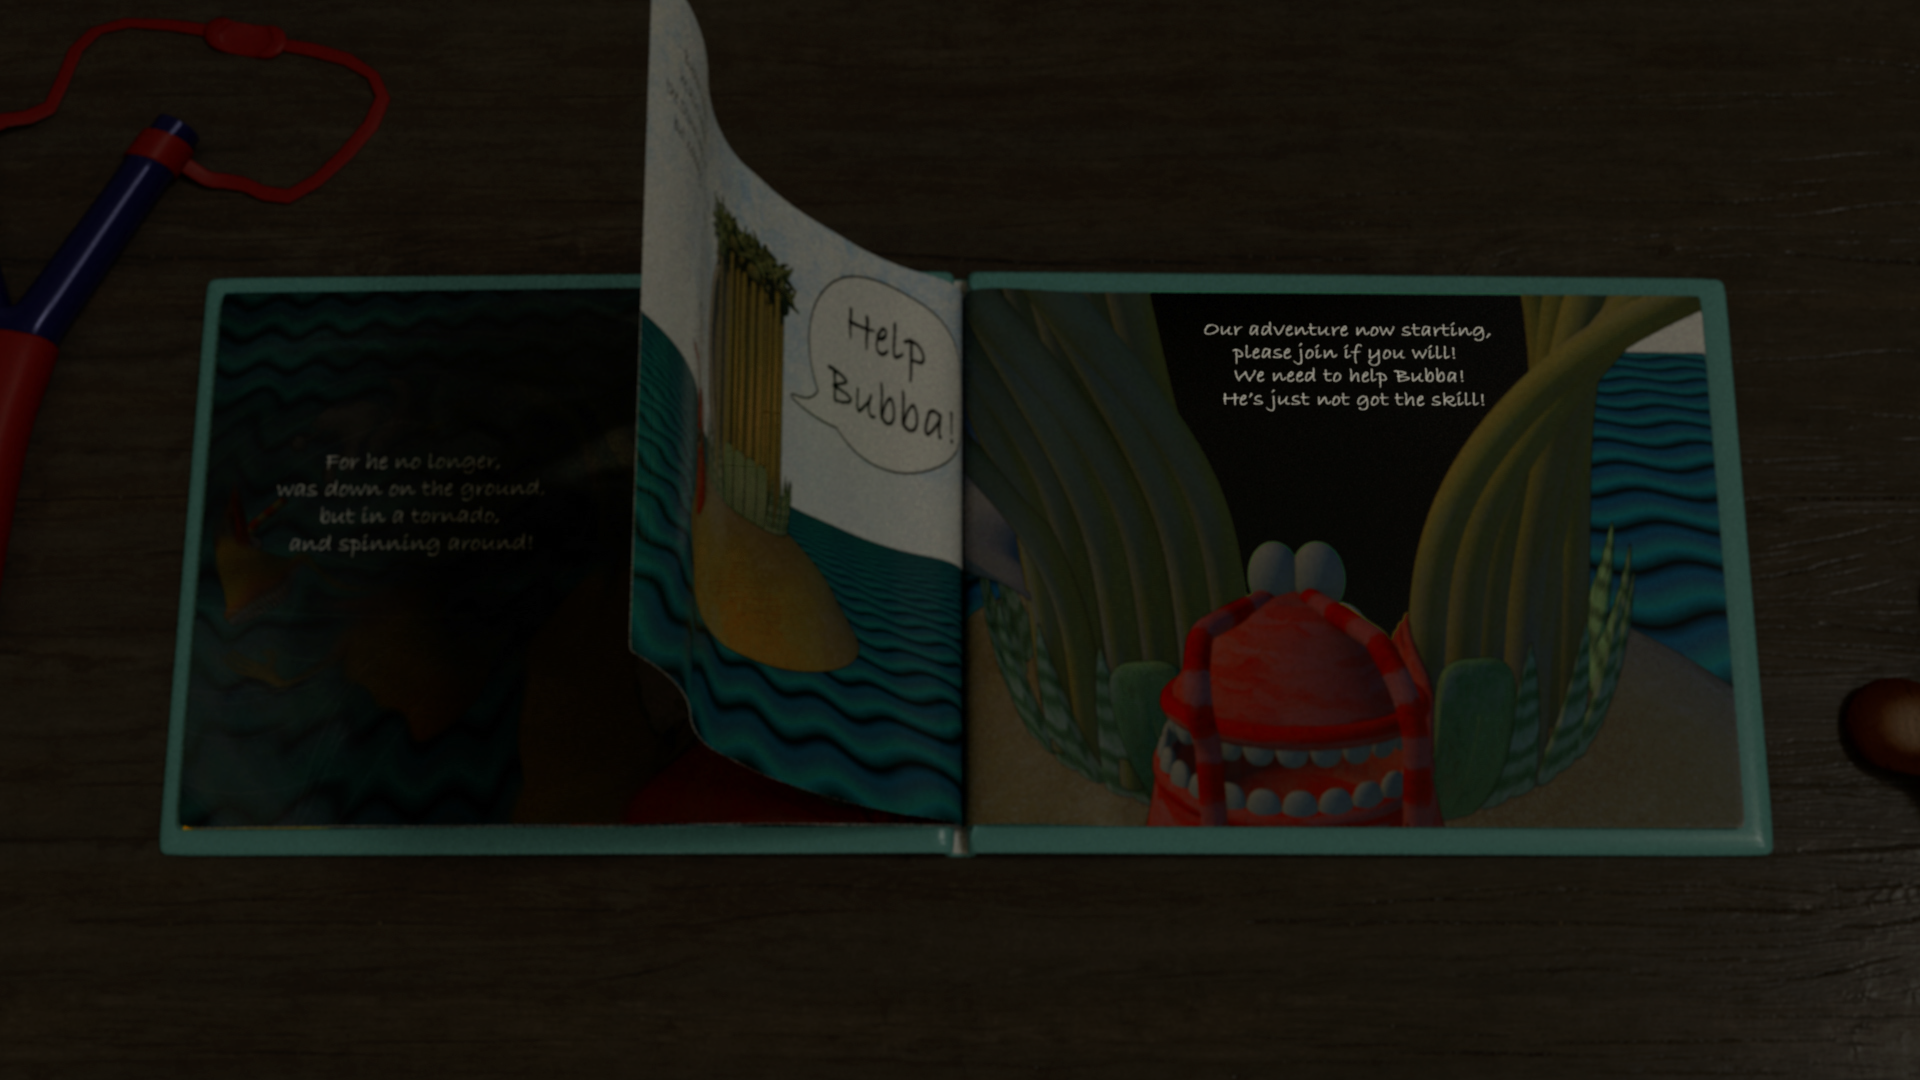 For he no longer,
was down on the ground,
but in a tornado,
and spinning around!
Help
Bubba!
Our adventure now starting,
please join if you will!
We need to help Bubba!
He's just not got the skill!